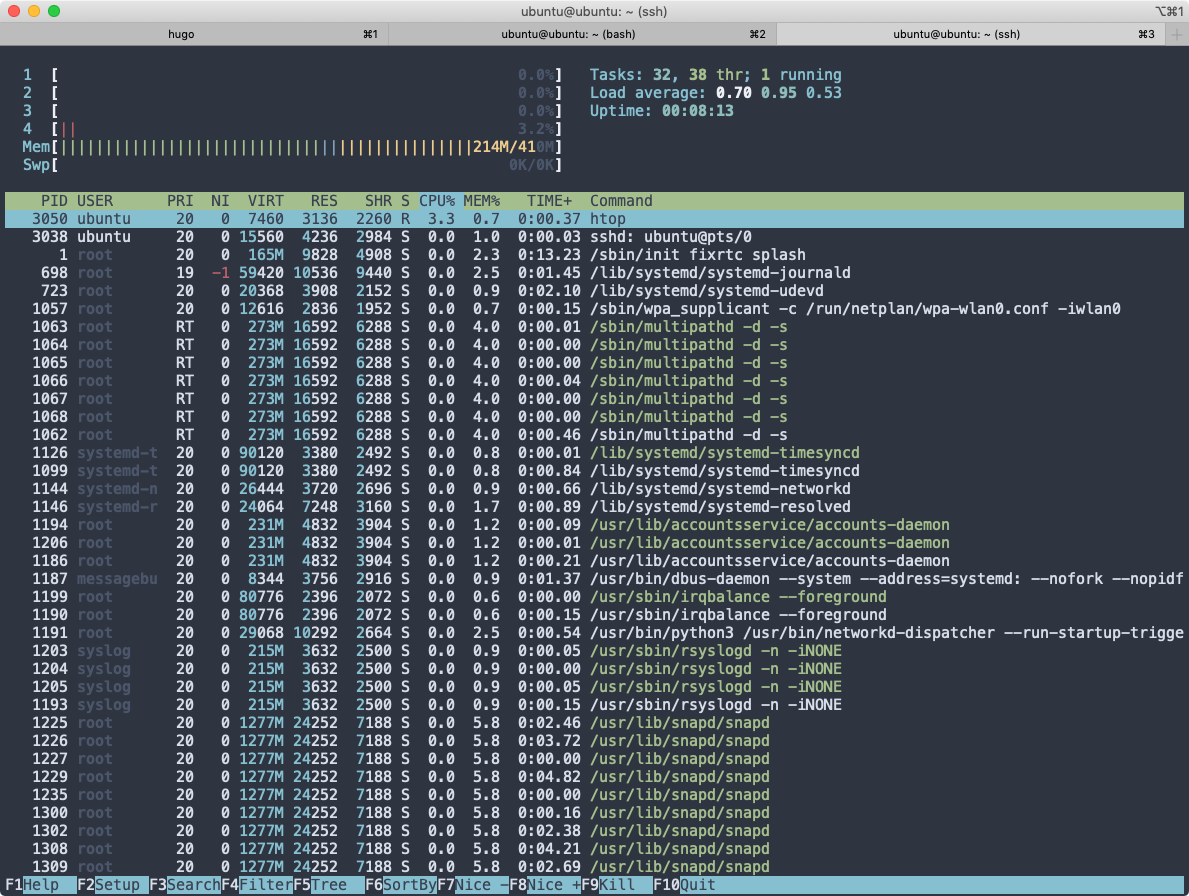 ubuntu@ubuntu: ~ (ssh) ⌥⌘1
hugo ⌘1 ubuntu@ubuntu: ~ (bash) ⌘2 ubuntu@ubuntu: ~ (ssh) ⌘3 +
1 [ 0.0%] Tasks: 32, 38 thr; 1 running
2 [ 0.0%] Load average: 0.70 0.95 0.53
3 [ 0.0%] Uptime: 00:08:13
4 [|| 3.2%]
Mem[||||||||||||||||||||||||||||||||||||||||||||||214M/410M]
Swp[ 0K/0K]
PID USER PRI NI VIRT RES SHR S CPU% MEM% TIME+ Command
3050 ubuntu 20 0 7460 3136 2260 R 3.3 0.7 0:00.37 htop
3038 ubuntu 20 0 15560 4236 2984 S 0.0 1.0 0:00.03 sshd: ubuntu@pts/0
1 root 20 0 165M 9828 4908 S 0.0 2.3 0:13.23 /sbin/init fixrtc splash
698 root 19 -1 59420 10536 9440 S 0.0 2.5 0:01.45 /lib/systemd/systemd-journald
723 root 20 0 20368 3908 2152 S 0.0 0.9 0:02.10 /lib/systemd/systemd-udevd
1057 root 20 0 12616 2836 1952 S 0.0 0.7 0:00.15 /sbin/wpa_supplicant -c /run/netplan/wpa-wlan0.conf -iwlan0
1063 root RT 0 273M 16592 6288 S 0.0 4.0 0:00.01 /sbin/multipathd -d -s
1064 root RT 0 273M 16592 6288 S 0.0 4.0 0:00.00 /sbin/multipathd -d -s
1065 root RT 0 273M 16592 6288 S 0.0 4.0 0:00.00 /sbin/multipathd -d -s
1066 root RT 0 273M 16592 6288 S 0.0 4.0 0:00.04 /sbin/multipathd -d -s
1067 root RT 0 273M 16592 6288 S 0.0 4.0 0:00.00 /sbin/multipathd -d -s
1068 root RT 0 273M 16592 6288 S 0.0 4.0 0:00.00 /sbin/multipathd -d -s
1062 root RT 0 273M 16592 6288 S 0.0 4.0 0:00.46 /sbin/multipathd -d -s
1126 systemd-t 20 0 90120 3380 2492 S 0.0 0.8 0:00.01 /lib/systemd/systemd-timesyncd
1099 systemd-t 20 0 90120 3380 2492 S 0.0 0.8 0:00.84 /lib/systemd/systemd-timesyncd
1144 systemd-n 20 0 26444 3720 2696 S 0.0 0.9 0:00.66 /lib/systemd/systemd-networkd
1146 systemd-r 20 0 24064 7248 3160 S 0.0 1.7 0:00.89 /lib/systemd/systemd-resolved
1194 root 20 0 231M 4832 3904 S 0.0 1.2 0:00.09 /usr/lib/accountsservice/accounts-daemon
1206 root 20 0 231M 4832 3904 S 0.0 1.2 0:00.01 /usr/lib/accountsservice/accounts-daemon
1186 root 20 0 231M 4832 3904 S 0.0 1.2 0:00.21 /usr/lib/accountsservice/accounts-daemon
1187 messagebu 20 0 8344 3756 2916 S 0.0 0.9 0:01.37 /usr/bin/dbus-daemon --system --address=systemd: --nofork --nopidf
1199 root 20 0 80776 2396 2072 S 0.0 0.6 0:00.00 /usr/sbin/irqbalance --foreground
1190 root 20 0 80776 2396 2072 S 0.0 0.6 0:00.15 /usr/sbin/irqbalance --foreground
1191 root 20 0 29068 10292 2664 S 0.0 2.5 0:00.54 /usr/bin/python3 /usr/bin/networkd-dispatcher --run-startup-trigge
1203 syslog 20 0 215M 3632 2500 S 0.0 0.9 0:00.05 /usr/sbin/rsyslogd -n -iNONE
1204 syslog 20 0 215M 3632 2500 S 0.0 0.9 0:00.00 /usr/sbin/rsyslogd -n -iNONE
1205 syslog 20 0 215M 3632 2500 S 0.0 0.9 0:00.05 /usr/sbin/rsyslogd -n -iNONE
1193 syslog 20 0 215M 3632 2500 S 0.0 0.9 0:00.15 /usr/sbin/rsyslogd -n -iNONE
1225 root 20 0 1277M 24252 7188 S 0.0 5.8 0:02.46 /usr/lib/snapd/snapd
1226 root 20 0 1277M 24252 7188 S 0.0 5.8 0:03.72 /usr/lib/snapd/snapd
1227 root 20 0 1277M 24252 7188 S 0.0 5.8 0:00.00 /usr/lib/snapd/snapd
1229 root 20 0 1277M 24252 7188 S 0.0 5.8 0:04.82 /usr/lib/snapd/snapd
1235 root 20 0 1277M 24252 7188 S 0.0 5.8 0:00.00 /usr/lib/snapd/snapd
1300 root 20 0 1277M 24252 7188 S 0.0 5.8 0:00.16 /usr/lib/snapd/snapd
1302 root 20 0 1277M 24252 7188 S 0.0 5.8 0:02.38 /usr/lib/snapd/snapd
1308 root 20 0 1277M 24252 7188 S 0.0 5.8 0:04.21 /usr/lib/snapd/snapd
1309 root 20 0 1277M 24252 7188 S 0.0 5.8 0:02.69 /usr/lib/snapd/snapd
F1Help F2Setup F3SearchF4FilterF5Tree F6SortByF7Nice -F8Nice +F9Kill F10Quit